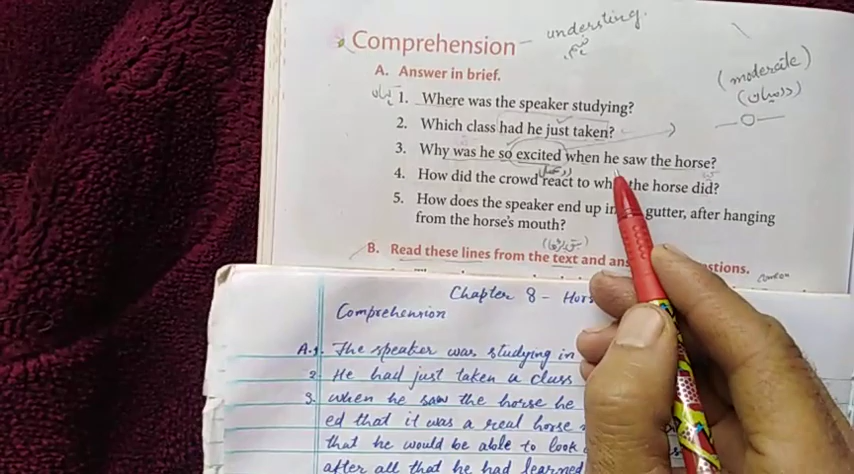 Comprehension - understing.
A. Answer in brief.
(moderate)
1. Where was the speaker studying?
2. Which class had he just taken?
3. Why was he so excited when he saw the horse?
4. How did the crowd react to the horse did?
5. How does the speaker end up in gutter, after hanging
from the horse's mouth?
B. Read these lines from the text and
Chapter 8 -
Comprehension
A.1. The speaker was studying in
2. He had just taken a class
3. when he saw the horse he
ed that it was a real horse
that he would be able to look
after all that he had learned